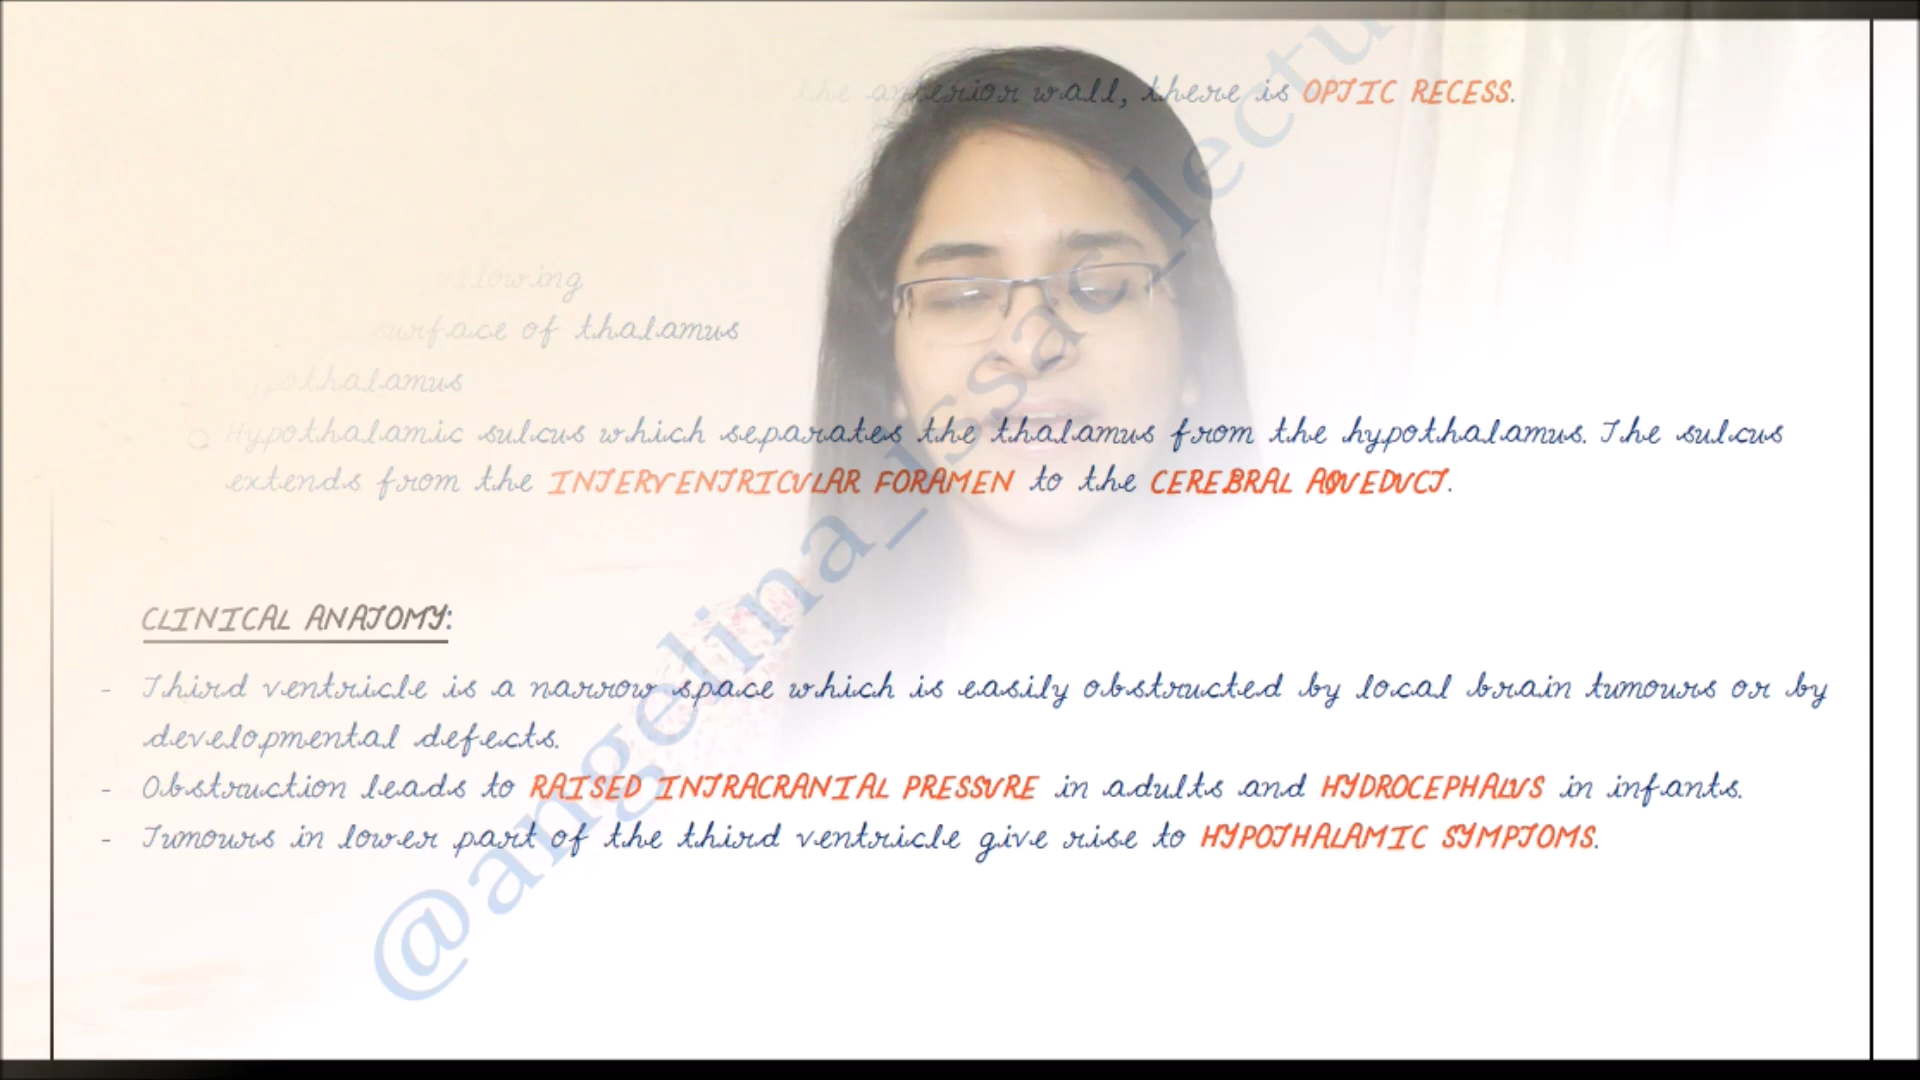 the anterior wall, there is OPTIC RECESS.
following
surface of thalamus
hypothalamus
o Hypothalamic sulcus which separates the thalamus from the hypothalamus. The sulcus
extends from the INTERVENTRICULAR FORAMEN to the CEREBRAL AQUEDUCT.
CLINICAL ANATOMY:
- Third ventricle is a narrow space which is easily obstructed by local brain tumours or by
developmental defects.
- Obstruction leads to RAISED INTRACRANIAL PRESSURE in adults and HYDROCEPHALUS in infants.
- Tumours in lower part of the third ventricle give rise to HYPOTHALAMIC SYMPTOMS.
@angelina_issac_lectu